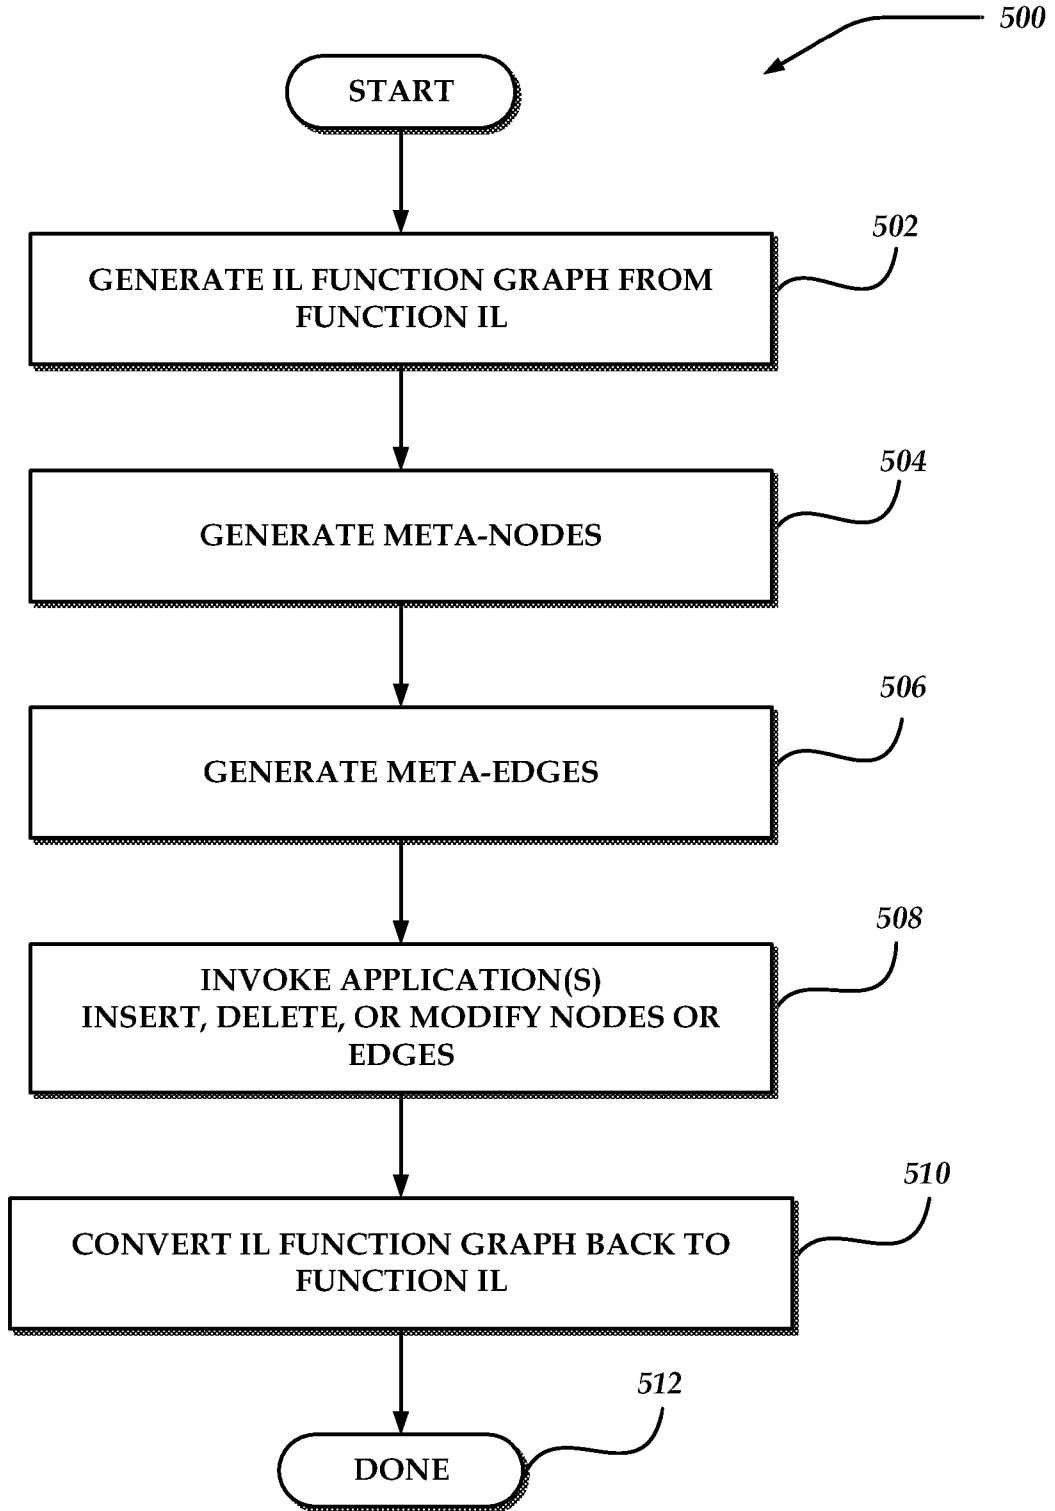 500
START
502
GENERATE IL FUNCTION GRAPH FROM
FUNCTION IL
504
GENERATE META-NODES
506
GENERATE META-EDGES
508
INVOKE APPLICATION(S)
INSERT, DELETE, OR MODIFY NODES OR
EDGES
510
CONVERT IL FUNCTION GRAPH BACK TO
FUNCTION IL
512
DONE